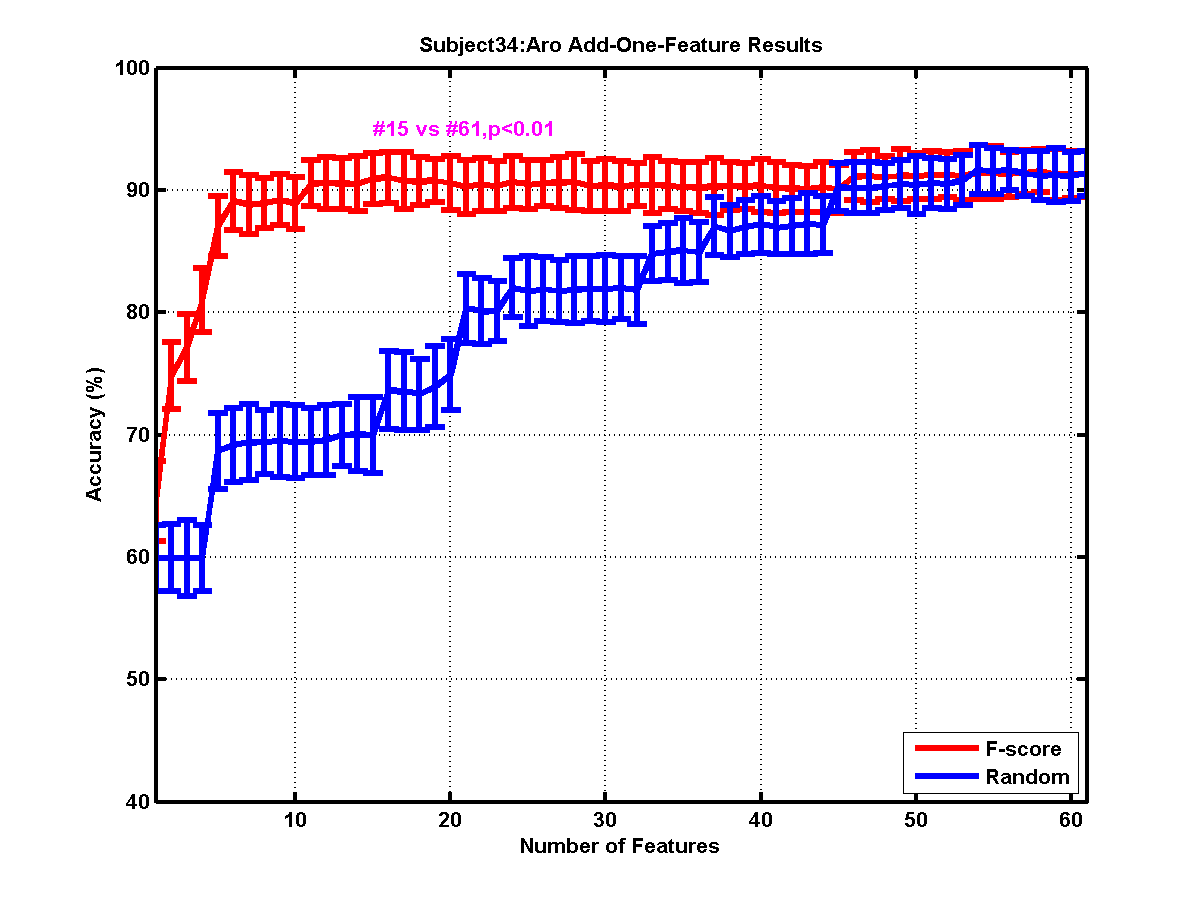 Subject34:Aro Add-One-Feature Results
100
90
80
70
60
50
40
Accuracy (%)
#15 vs #61,p<0.01
F-score
Random
10 20 30 40 50 60
Number of Features